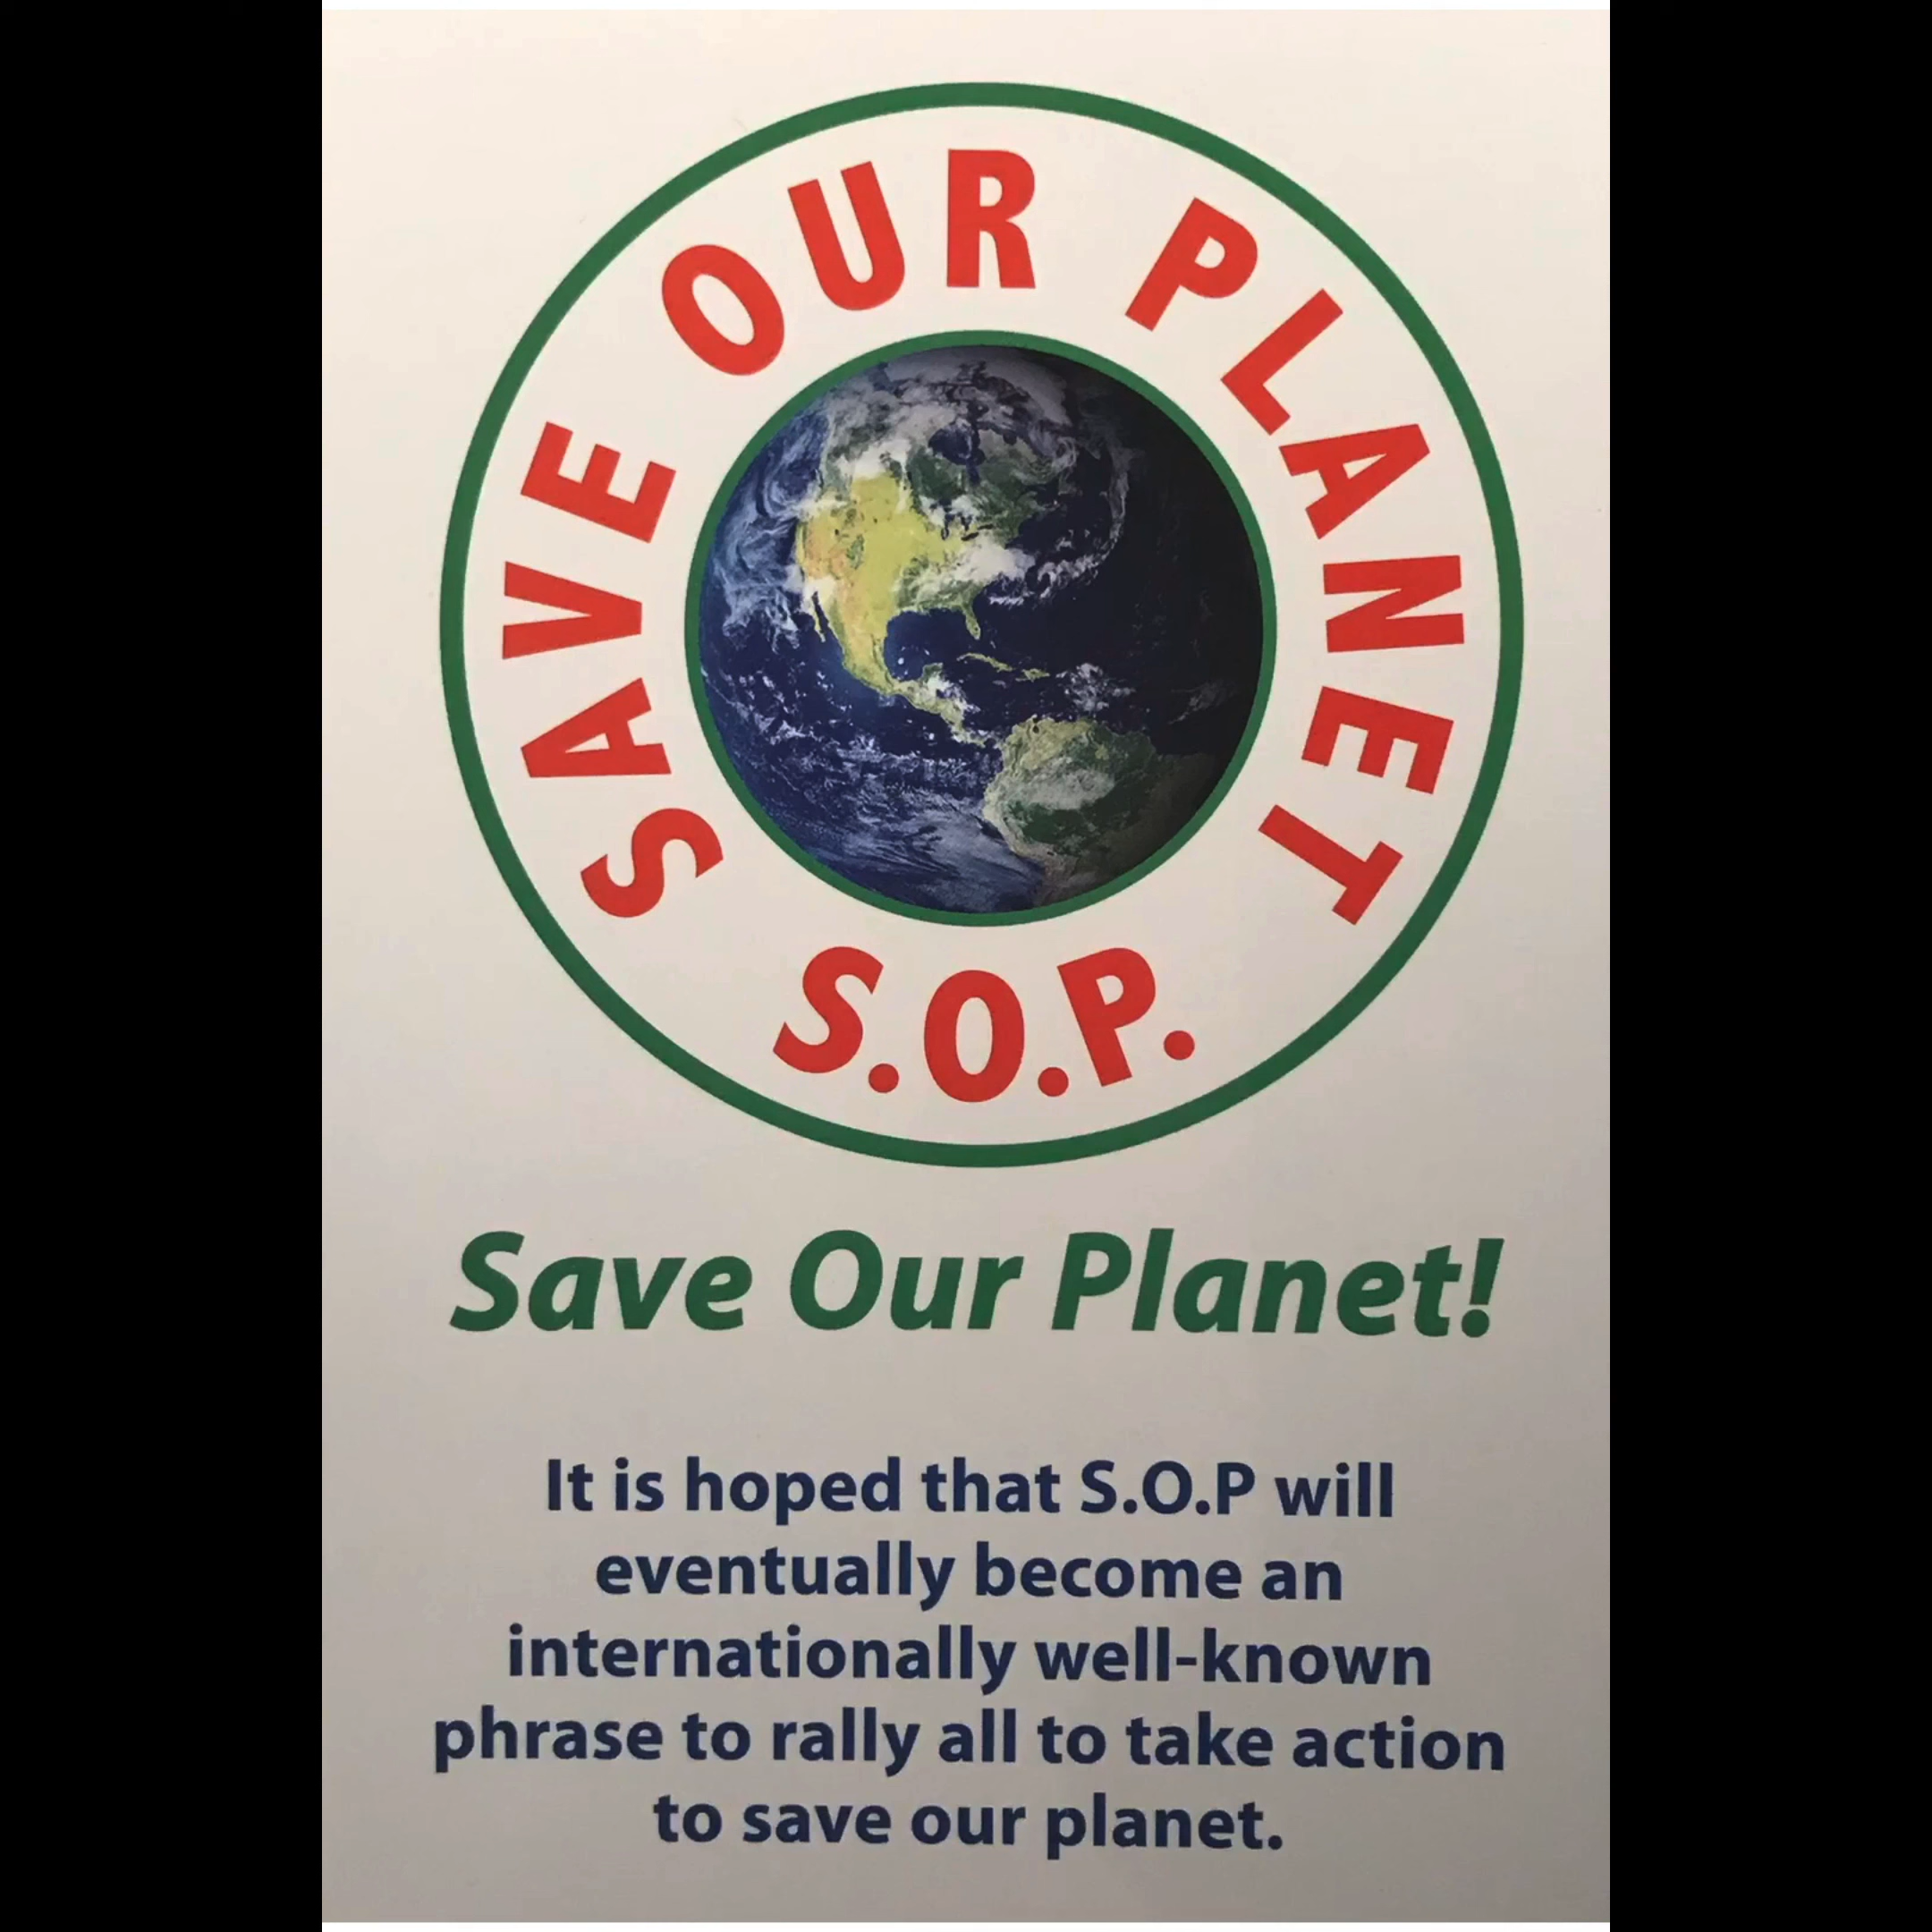 SAVE OUR PLANET
S.O.P.
Save Our Planet!
It is hoped that S.O.P will
eventually become an
internationally well-known
phrase to rally all to take action
to save our planet.